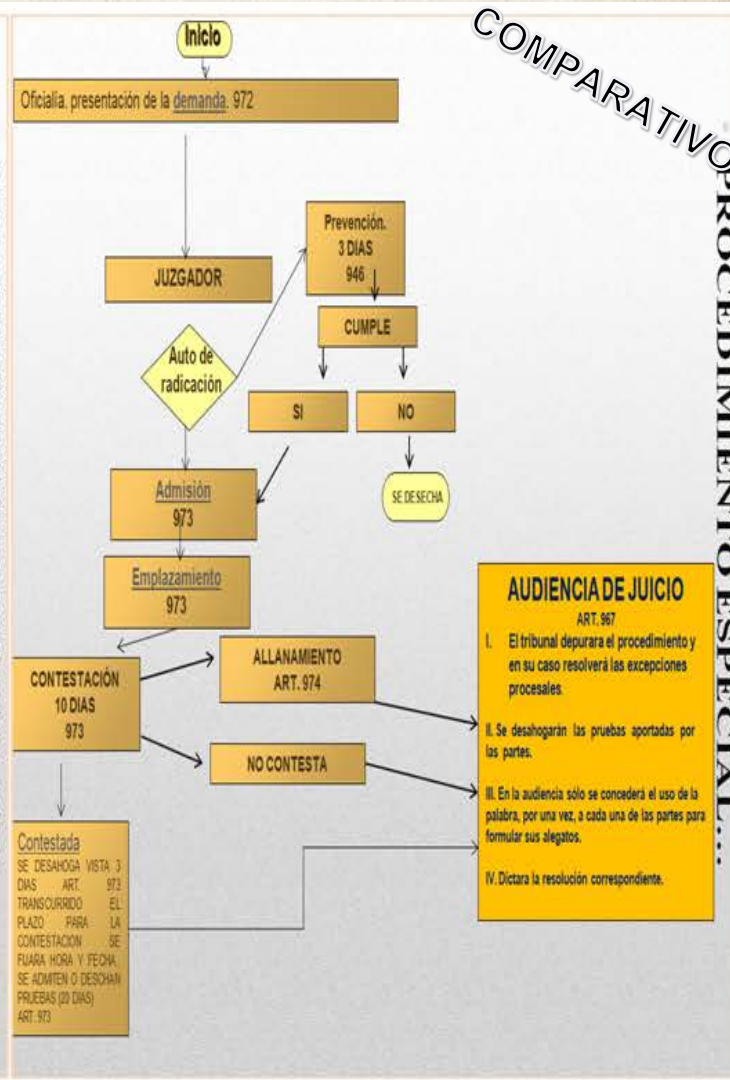 COMPARATIVO
PROCEDIMIENTO ESPECIAL....
Inicio
Oficialía, presentación de la demanda. 972
JUZGADOR
Prevención.
3 DIAS
946
CUMPLE
Auto de
radicación
SI
NO
SE DESECHA
Admisión
973
Emplazamiento
973
CONTESTACIÓN
10 DIAS
973
ALLANAMIENTO
ART. 974
NO CONTESTA
Contestada
SE DESAHOGA VISTA 3
DIAS ART. 973
TRANSCURRIDO EL
PLAZO PARA LA
CONTESTACION SE
FIJARA HORA Y FECHA.
SE ADMITEN O DESCHAN
PRUEBAS (20 DIAS)
ART. 973
AUDIENCIA DE JUICIO
ART. 967
I. El tribunal depurara el procedimiento y
en su caso resolverá las excepciones
procesales.
II. Se desahogarán las pruebas aportadas por
las partes.
III. En la audiencia sólo se concederá el uso de la
palabra, por una vez, a cada una de las partes para
formular sus alegatos.
IV. Dictara la resolución correspondiente.